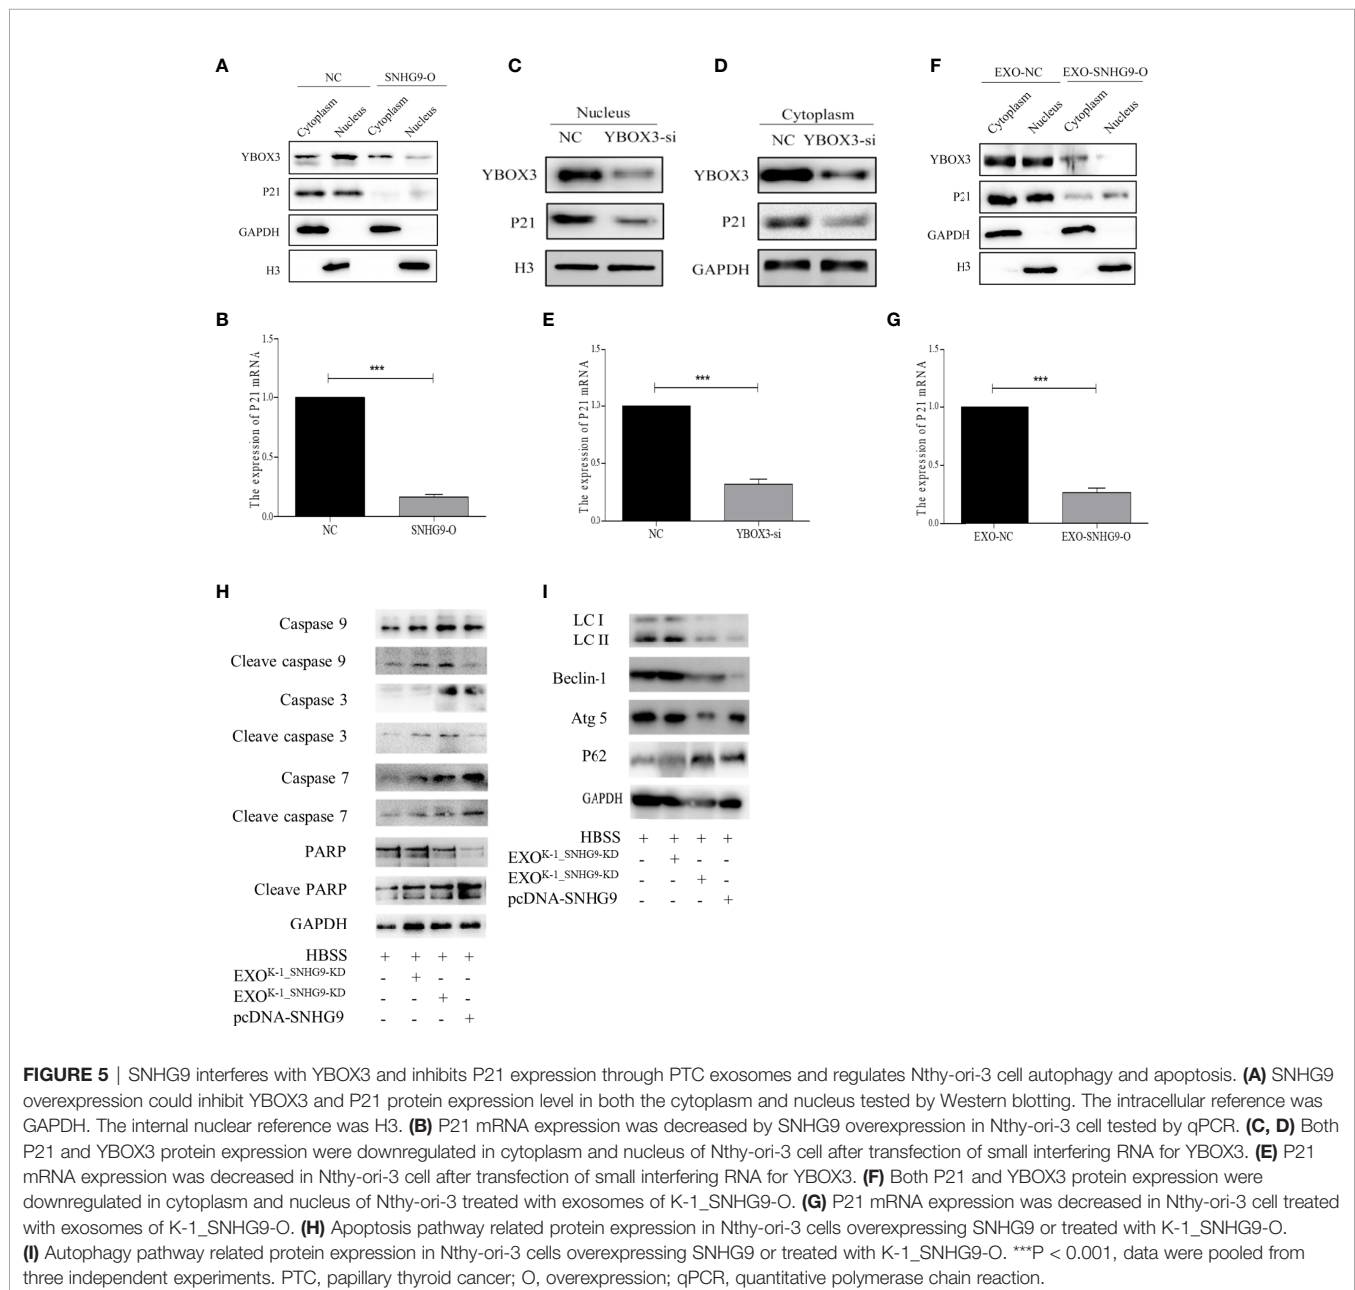 A
NC SNHG9-O
Cytoplasm Nucleus Cytoplasm Nucleus
YBOX3
P21
GAPDH
H3
C
Nucleus
NC YBOX3-si
YBOX3
P21
H3
D
Cytoplasm
NC YBOX3-si
YBOX3
P21
GAPDH
F
EXO-NC EXO-SNHG9-O
Cytoplasm Nucleus Cytoplasm Nucleus
YBOX3
P21
GAPDH
H3
B
The expression of P21 mRNA
1.5
1.0
0.5
0.0
***
NC SNHG9-O
E
The expression of P21 mRNA
1.5
1.0
0.5
0.0
***
NC YBOX3-si
G
The expression of P21 mRNA
1.5
1.0
0.5
0.0
***
EXO-NC EXO-SNHG9-O
H
Caspase 9
Cleave caspase 9
Caspase 3
Cleave caspase 3
Caspase 7
Cleave caspase 7
PARP
Cleave PARP
GAPDH
HBSS + + + +
EXO^K-1_SNHG9-KD - + - -
EXO^K-1_SNHG9-KD - - + -
pcDNA-SNHG9 - - - +
I
LC I
LC II
Beclin-1
Atg 5
P62
GAPDH
HBSS + + + +
EXO^K-1_SNHG9-KD - + - -
EXO^K-1_SNHG9-KD - - + -
pcDNA-SNHG9 - - - +
FIGURE 5 | SNHG9 interferes with YBOX3 and inhibits P21 expression through PTC exosomes and regulates Nthy-ori-3 cell autophagy and apoptosis. (A) SNHG9
overexpression could inhibit YBOX3 and P21 protein expression level in both the cytoplasm and nucleus tested by Western blotting. The intracellular reference was
GAPDH. The internal nuclear reference was H3. (B) P21 mRNA expression was decreased by SNHG9 overexpression in Nthy-ori-3 cell tested by qPCR. (C, D) Both
P21 and YBOX3 protein expression were downregulated in cytoplasm and nucleus of Nthy-ori-3 cell after transfection of small interfering RNA for YBOX3. (E) P21
mRNA expression was decreased in Nthy-ori-3 cell after transfection of small interfering RNA for YBOX3. (F) Both P21 and YBOX3 protein expression were
downregulated in cytoplasm and nucleus of Nthy-ori-3 treated with exosomes of K-1_SNHG9-O. (G) P21 mRNA expression was decreased in Nthy-ori-3 cell treated
with exosomes of K-1_SNHG9-O. (H) Apoptosis pathway related protein expression in Nthy-ori-3 cells overexpressing SNHG9 or treated with K-1_SNHG9-O.
(I) Autophagy pathway related protein expression in Nthy-ori-3 cells overexpressing SNHG9 or treated with K-1_SNHG9-O. ***P < 0.001, data were pooled from
three independent experiments. PTC, papillary thyroid cancer; O, overexpression; qPCR, quantitative polymerase chain reaction.